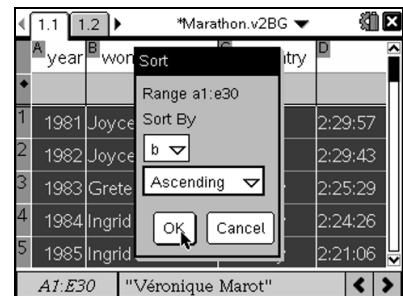 1.1 1.2 *Marathon.v2BG
A year B won D
Sort
Range a1:e30
Sort By
b
Ascending
OK Cancel
1 1981 Joyce 2:29:57
2 1982 Joyce 2:29:43
3 1983 Grete 2:25:29
4 1984 Ingrid 2:24:26
5 1985 Ingrid 2:21:06
A1:E30 "Véronique Marot"